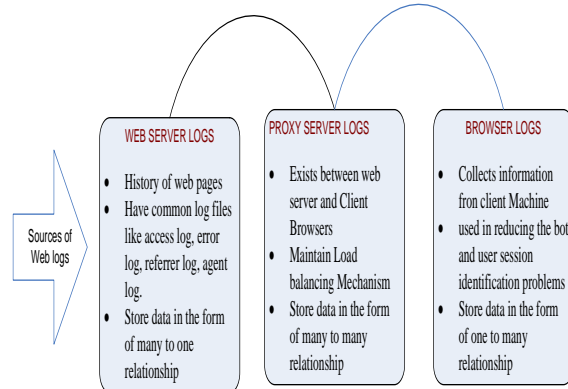 Sources of
Web logs
WEB SERVER LOGS
• History of web pages
• Have common log files
like access log, error
log, referrer log, agent
log.
• Store data in the form
of many to one
relationship
PROXY SERVER LOGS
• Exists between web
server and Client
Browsers
• Maintain Load
balancing Mechanism
• Store data in the form
of many to many
relationship
BROWSER LOGS
• Collects information
fron client Machine
• used in reducing the bot
and user session
identification problems
• Store data in the form
of one to many
relationship